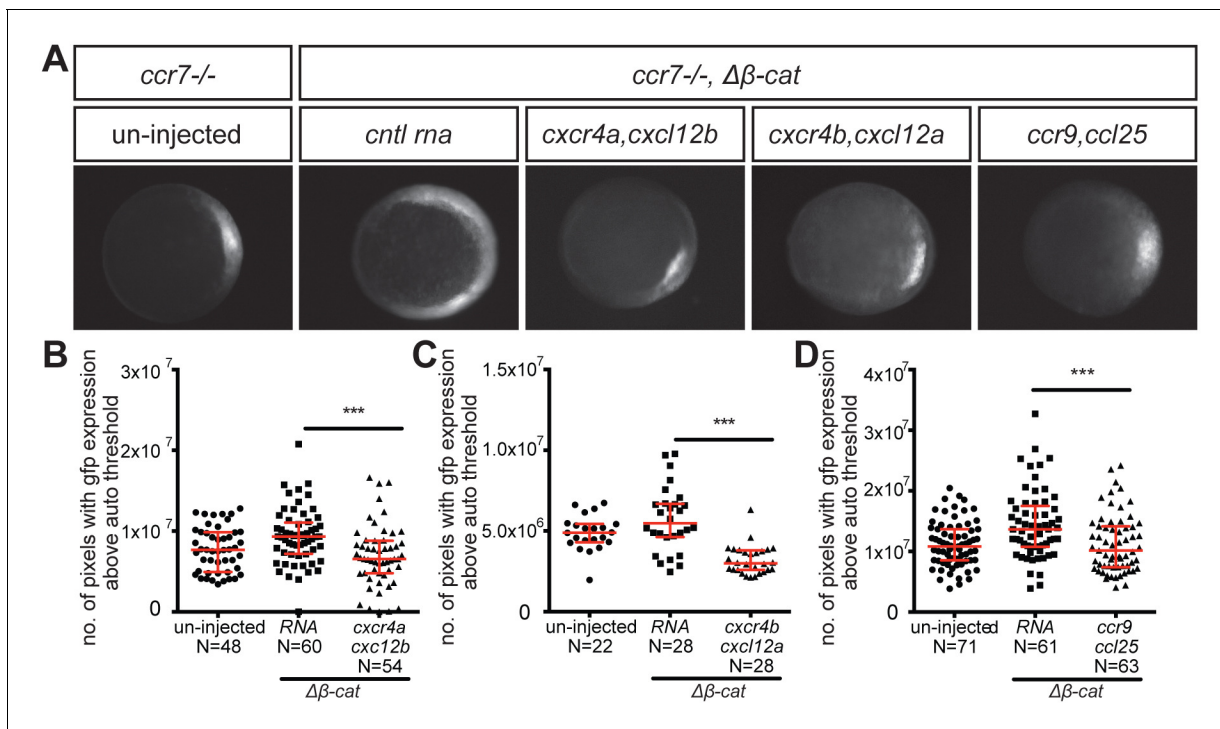 A
ccr7-/-
ccr7-/-, Δβ-cat
un-injected
cntl rna
cxcr4a,cxcl12b
cxcr4b,cxcl12a
ccr9,ccl25
B
no. of pixels with gfp expression
above auto threshold
3x10 7
2x10 7
1x10 7
0
***
un-injected
N=48
RNA
N=60
cxcr4a
cxc12b
N=54
Δβ-cat
C
no. of pixels with gfp expression
above auto threshold
1.5x10 7
1.0x10 7
5.0x10 6
0
***
un-injected
N=22
RNA
N=28
cxcr4b
cxcl12a
N=28
Δβ-cat
D
no. of pixels with gfp expression
above auto threshold
4x10 7
3x10 7
2x10 7
1x10 7
0
***
un-injected
N=71
RNA
N=61
ccr9
ccl25
N=63
Δβ-cat